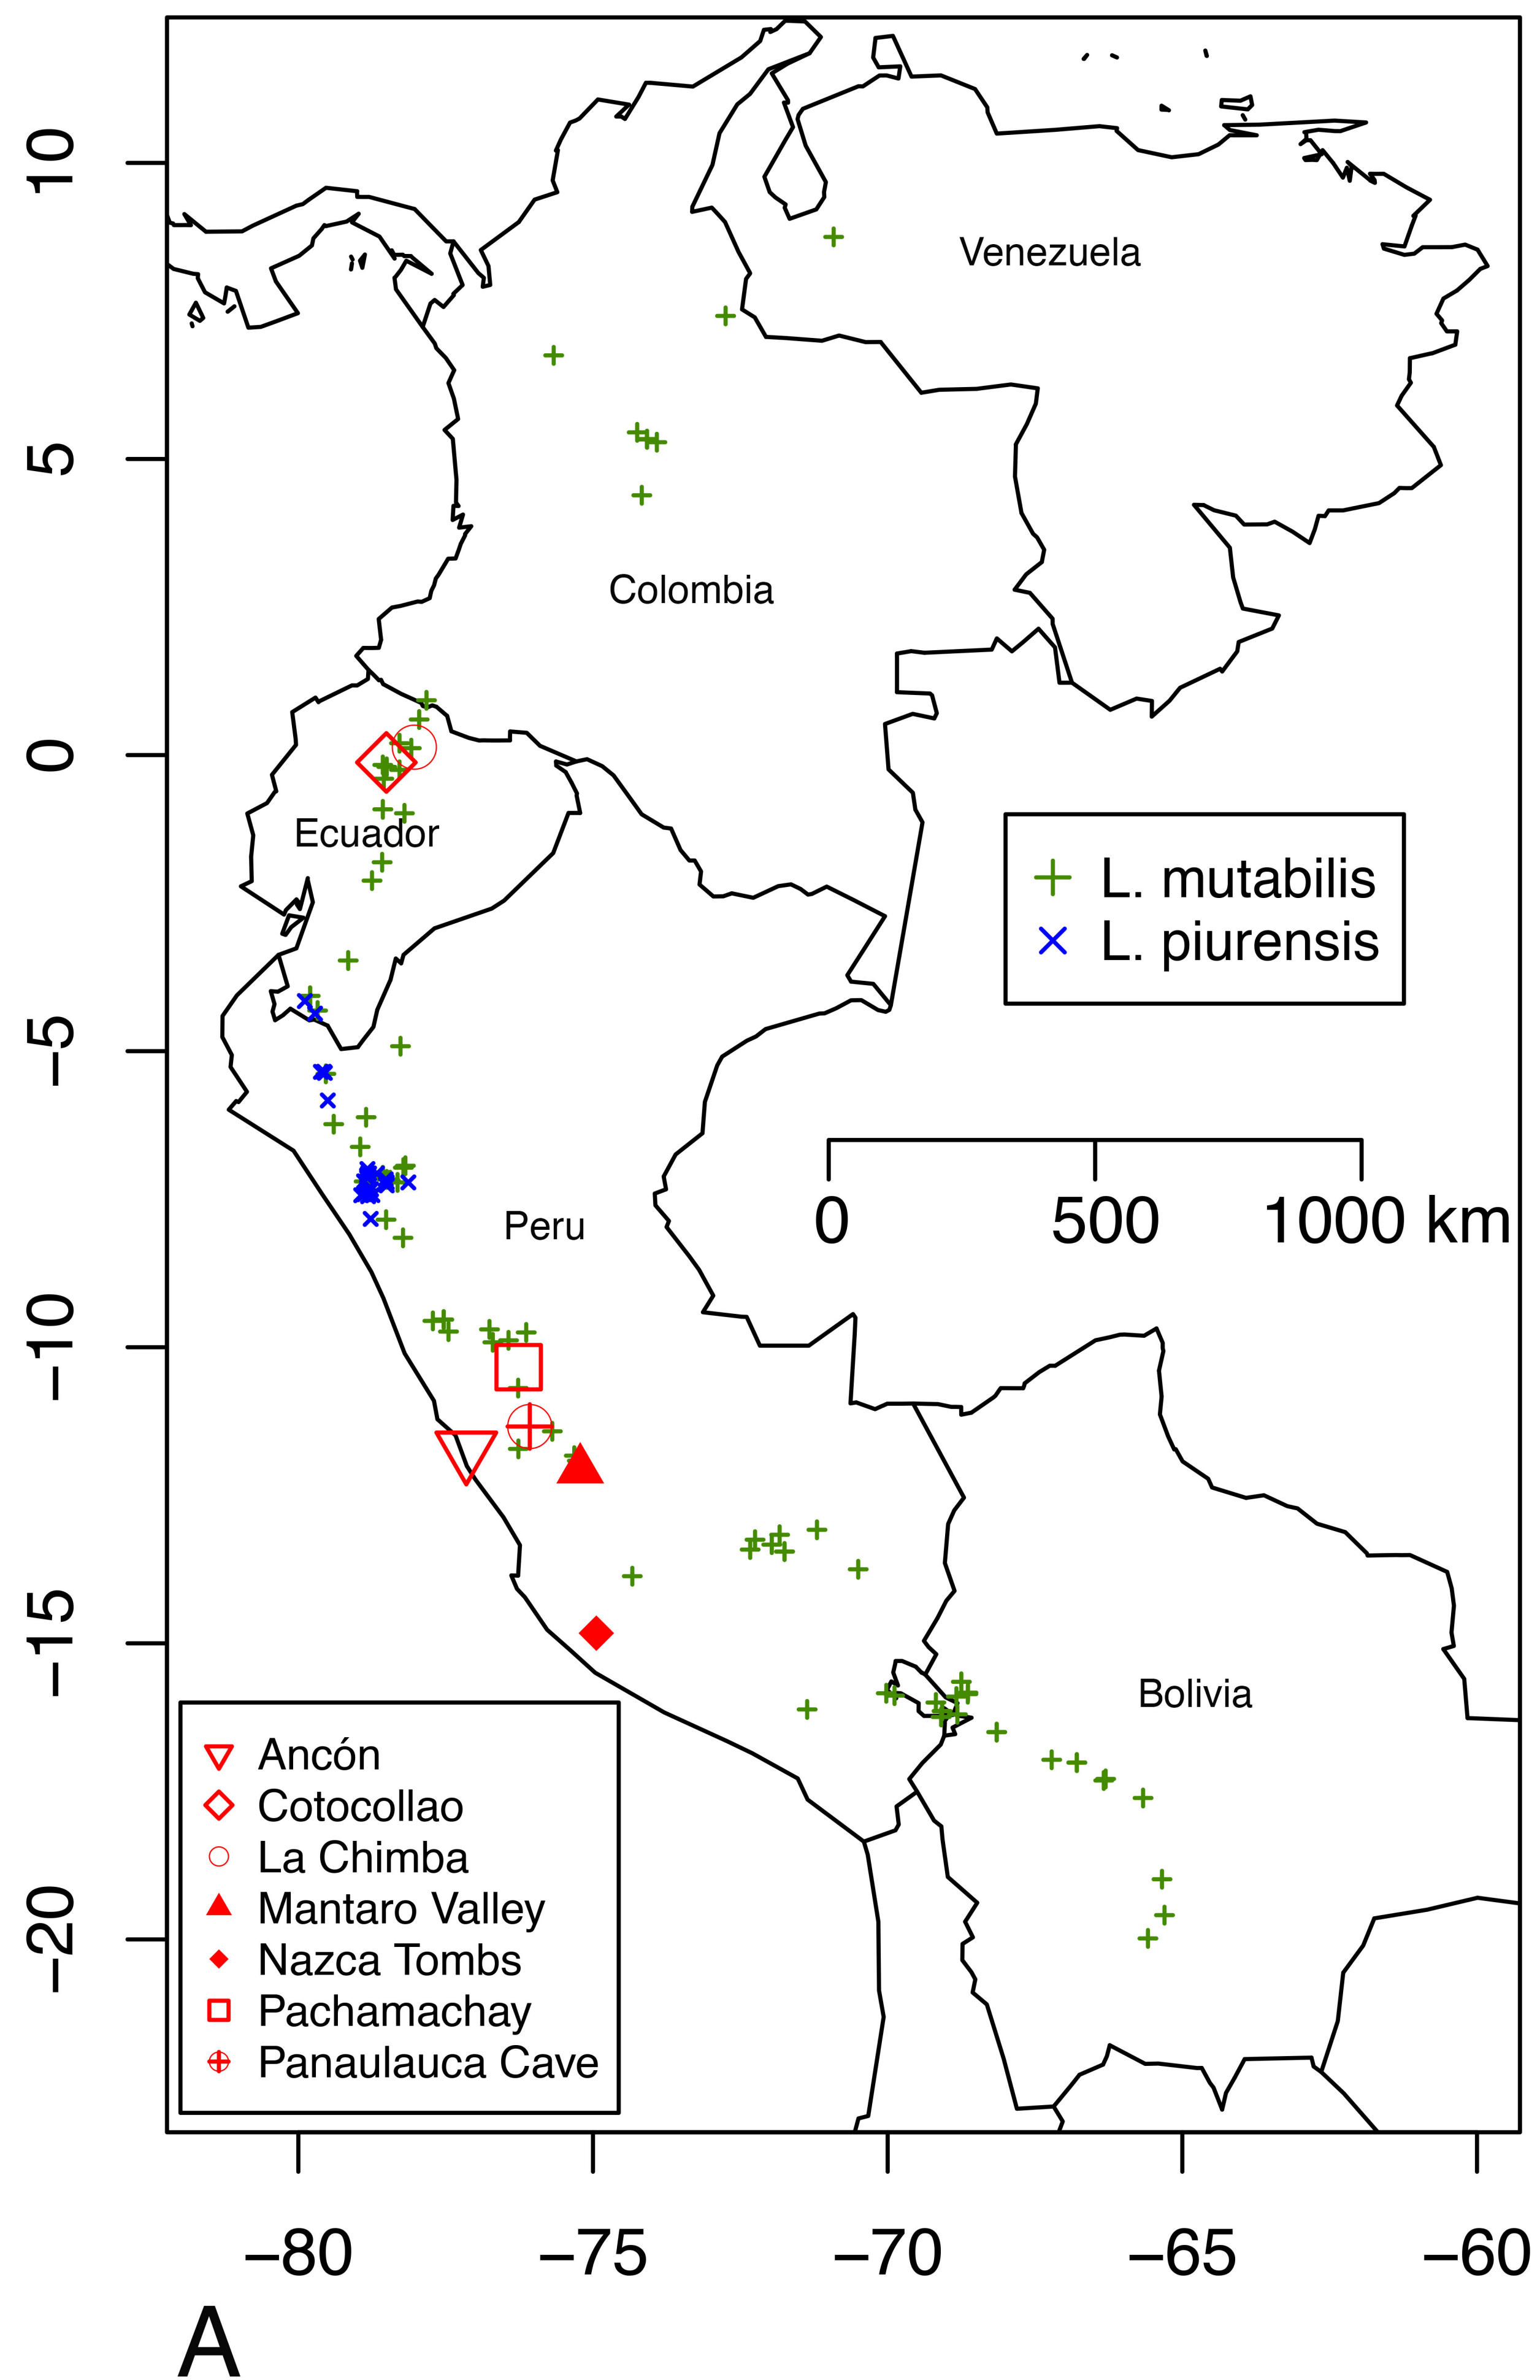 10
5
0
−5
−10
−15
−20
Venezuela
Colombia
Ecuador
L. mutabilis
L. piurensis
0 500 1000 km
Peru
Bolivia
Ancón
Cotocollao
La Chimba
Mantaro Valley
Nazca Tombs
Pachamachay
Panaulauca Cave
−80 −75 −70 −65 −60
A